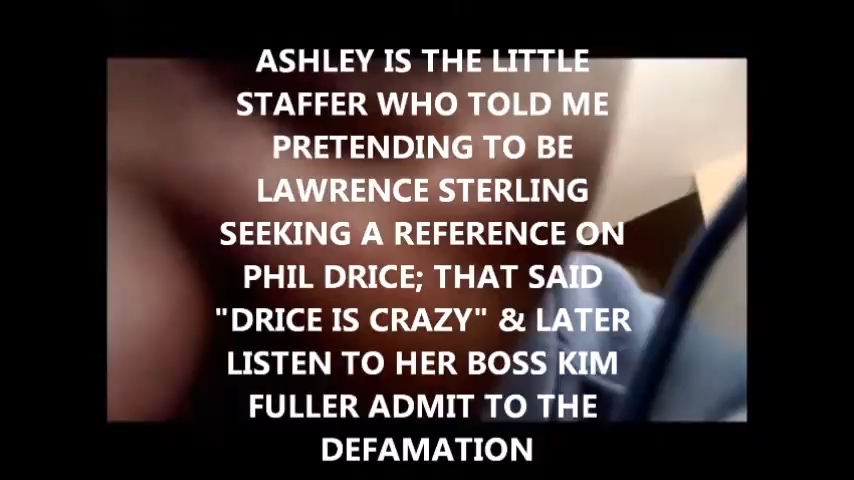 ASHLEY IS THE LITTLE
STAFFER WHO TOLD ME
PRETENDING TO BE
LAWRENCE STERLING
SEEKING A REFERENCE ON
PHIL DRICE; THAT SAID
"DRICE IS CRAZY" & LATER
LISTEN TO HER BOSS KIM
FULLER ADMIT TO THE
DEFAMATION